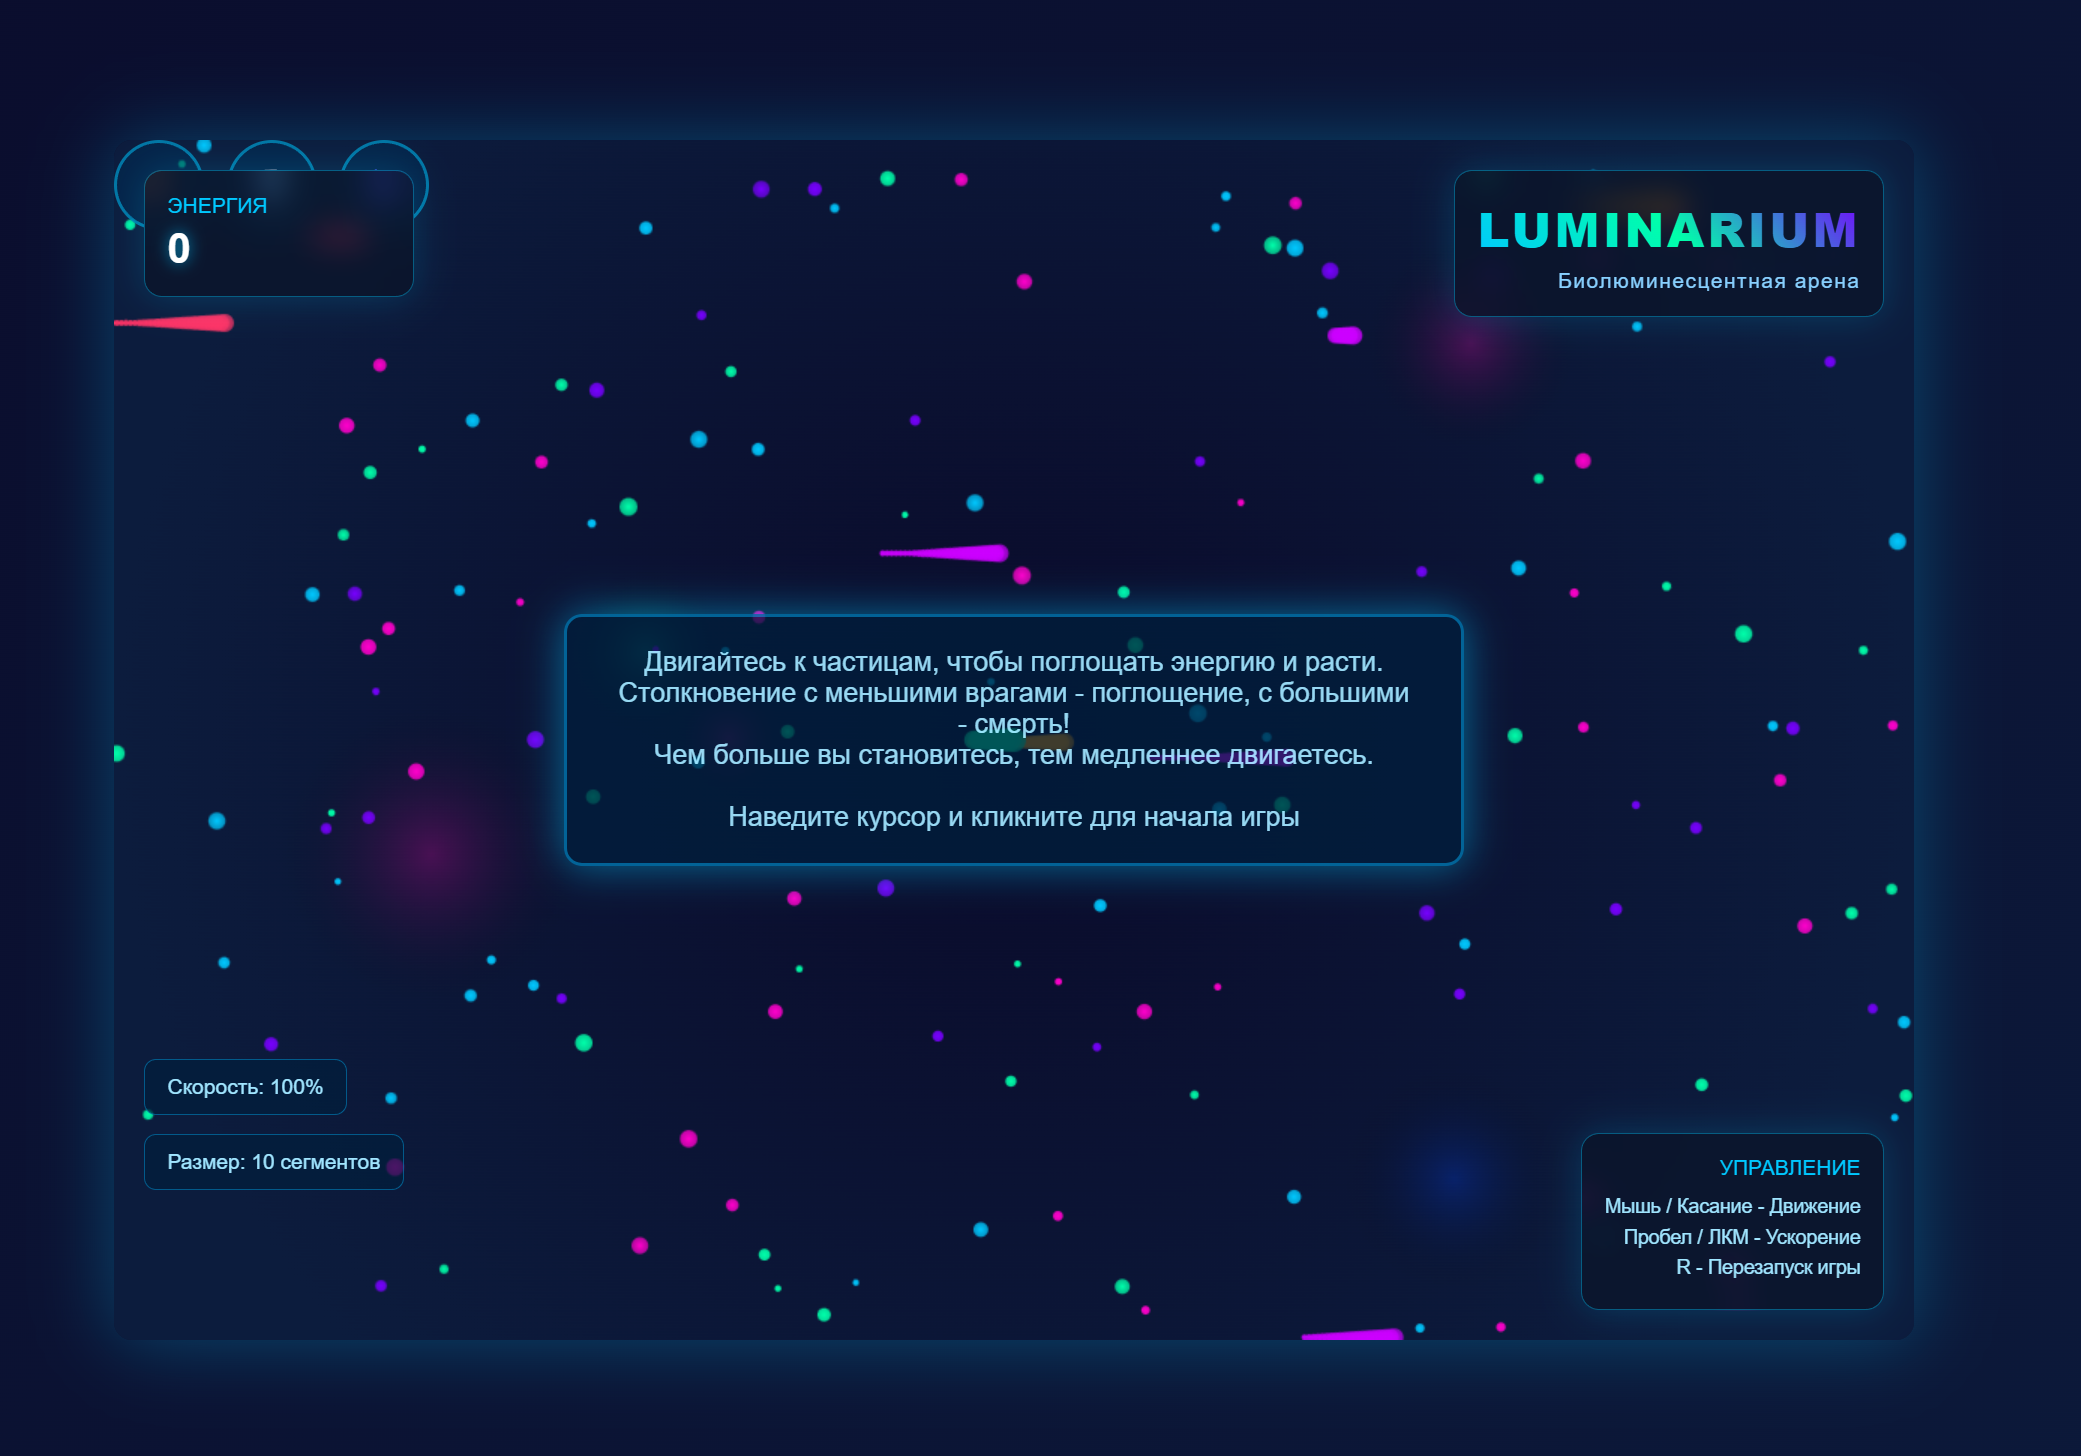 ЭНЕРГИЯ
0
LUMINARIUM
Биолюминесцентная арена
Двигайтесь к частицам, чтобы поглощать энергию и расти.
Столкновение с меньшими врагами - поглощение, с большими
- смерть!
Чем больше вы становитесь, тем медленнее двигаетесь.
Наведите курсор и кликните для начала игры
Скорость: 100%
Размер: 10 сегментов
УПРАВЛЕНИЕ
Мышь / Касание - Движение
Пробел / ЛКМ - Ускорение
R - Перезапуск игры